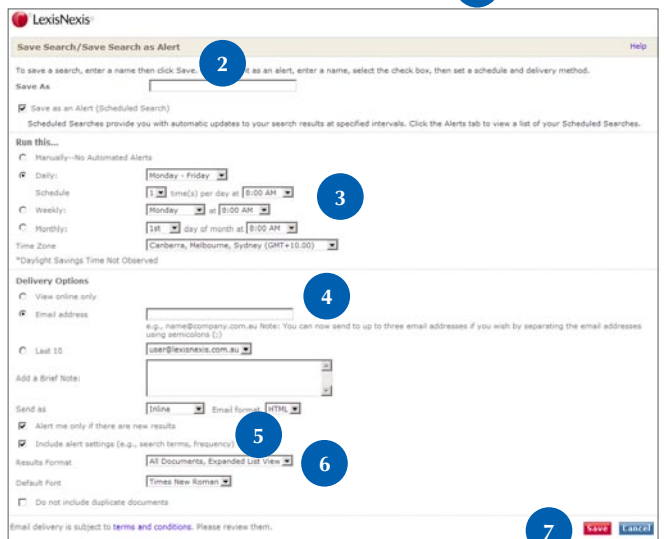 LexisNexis®
Save Search/Save Search as Alert Help
2
To save a search, enter a name then click Save. nt as an alert, enter a name, select the check box, then set a schedule and delivery method.
Save As
Save as an Alert (Scheduled Search)
Scheduled Searches provide you with automatic updates to your search results at specified intervals. Click the Alerts tab to view a list of your Scheduled Searches.
Run this...
Manually--No Automated Alerts
Daily: Monday - Friday
Schedule 1 time(s) per day at 8:00 AM
3
Weekly: Monday at 8:00 AM
Monthly: 1st day of month at 8:00 AM
Time Zone Canberra, Melbourne, Sydney (GMT+10.00)
*Daylight Savings Time Not Observed
Delivery Options
View online only
4
Email address
e.g., name@company.com.au Note: You can now send to up to three email addresses if you wish by separating the email addresses
using semicolons (;)
Last 10 user@lexisnexis.com.au
Add a Brief Note:
Send as Inline Email format HTML
Alert me only if there are new results
5
Include alert settings (e.g., search terms, frequency)
Results Format All Documents, Expanded List View
6
Default Font Times New Roman
Do not include duplicate documents
Email delivery is subject to terms and conditions. Please review them.
7 Save Cancel